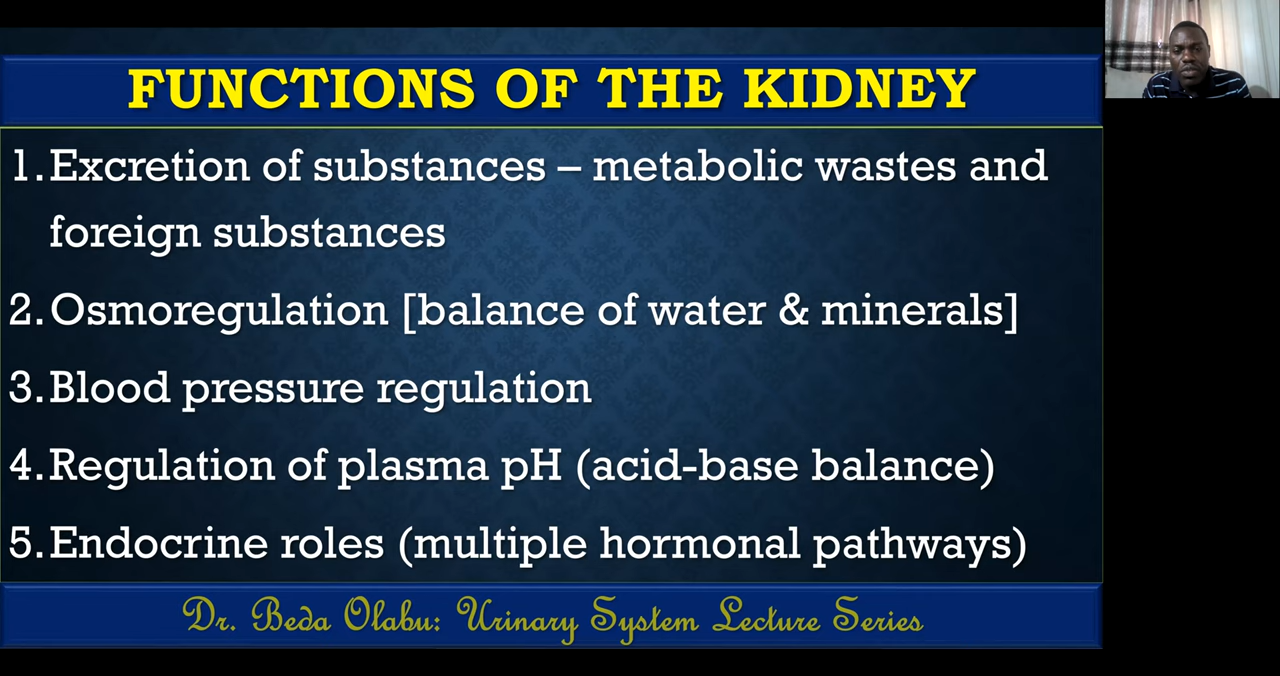 FUNCTIONS OF THE KIDNEY
1. Excretion of substances – metabolic wastes and
foreign substances
2. Osmoregulation [balance of water & minerals]
3. Blood pressure regulation
4. Regulation of plasma pH (acid-base balance)
5. Endocrine roles (multiple hormonal pathways)
Dr. Beda Olabu: Urinary System Lecture Series